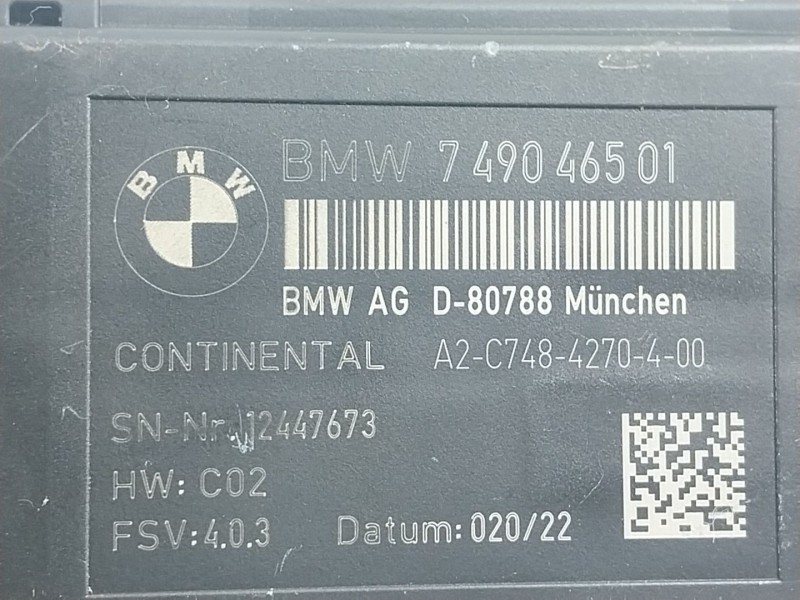 BMW
BMW 7 490 465 01
BMW AG D-80788 München
CONTINENTAL A2-C748-4270-4-00
SN-Nr. 12447673
HW: C02
FSV: 4.0.3 Datum: 020/22